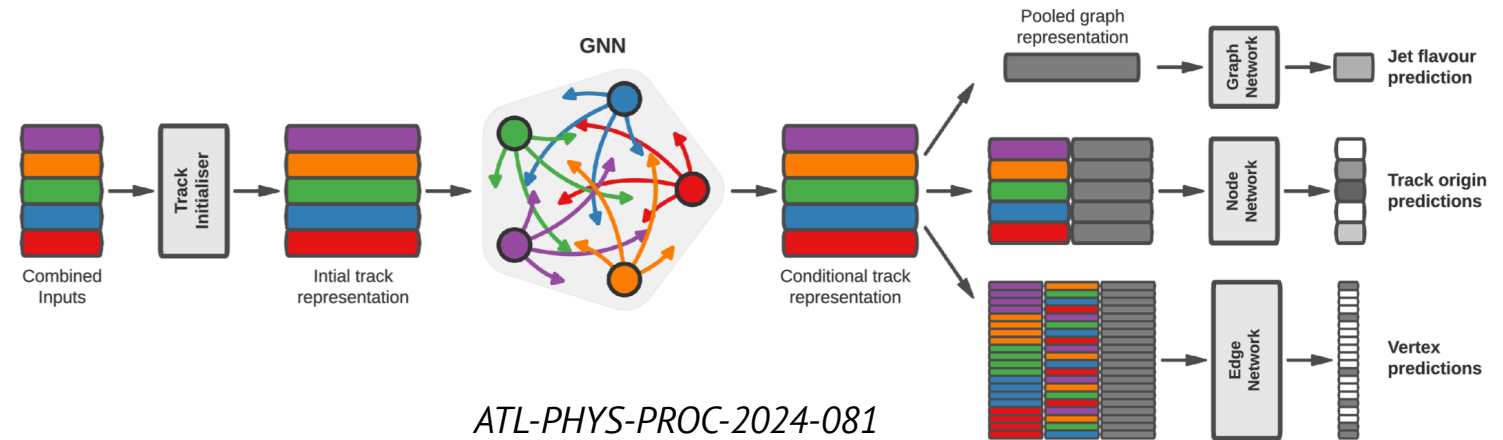 Combined
Inputs
Track
Initialiser
Intial track
representation
GNN
Conditional track
representation
Pooled graph
representation
Graph
Network
Jet flavour
prediction
Node
Network
Track origin
predictions
Edge
Network
Vertex
predictions
ATL-PHYS-PROC-2024-081